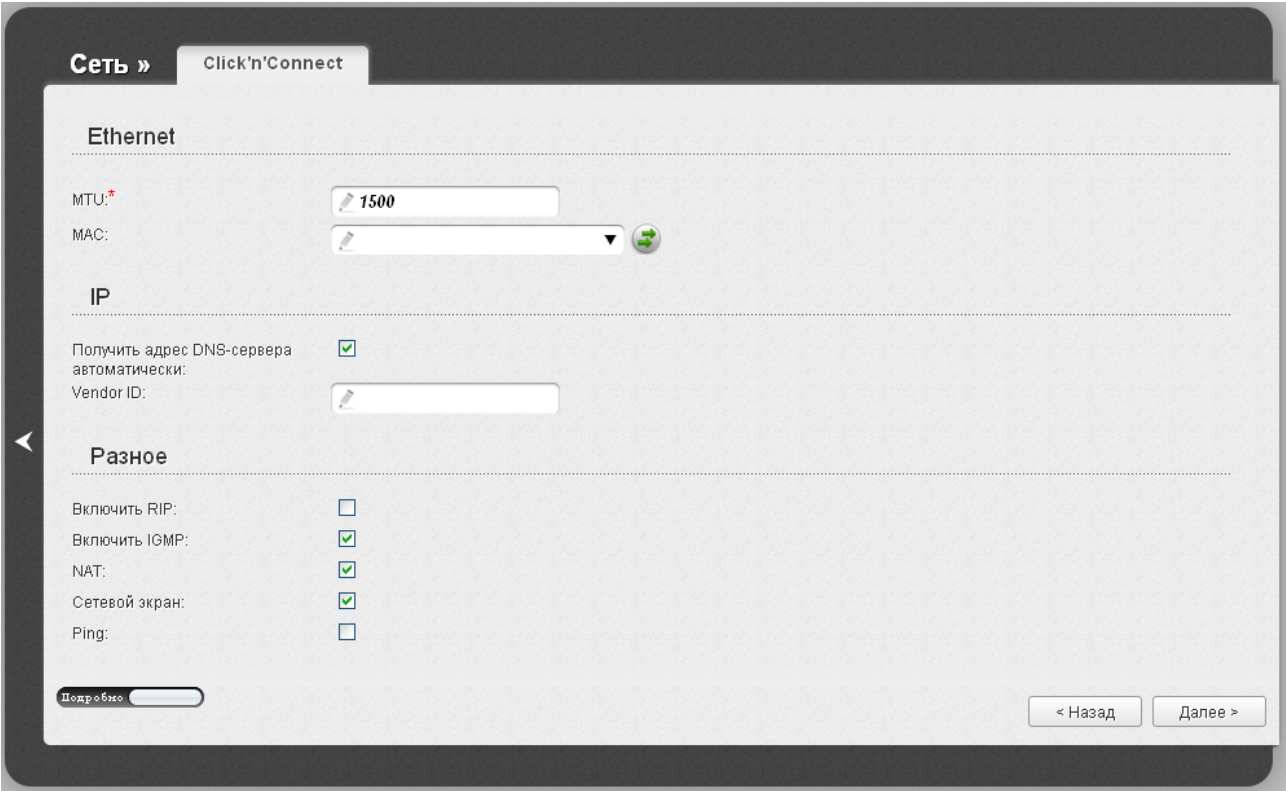 Сеть »
Click'n'Connect
Ethernet
MTU:*
1500
MAC:
IP
Получить адрес DNS-сервера
автоматически:
Vendor ID:
Разное
Включить RIP:
Включить IGMP:
NAT:
Сетевой экран:
Ping:
Подробно
< Назад
Далее >